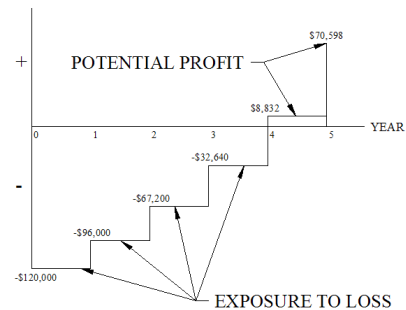 $70,598
+
POTENTIAL PROFIT
$8,832
YEAR
0 1 2 3 4 5
-$32,640
-
-$67,200
-$96,000
-$120,000
EXPOSURE TO LOSS